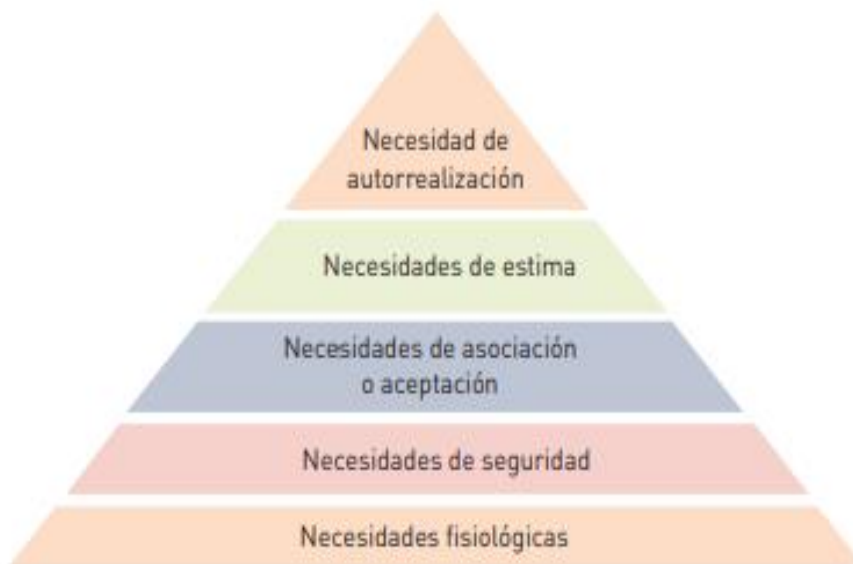 Necesidad de
autorrealización
Necesidades de estima
Necesidades de asociación
o aceptación
Necesidades de seguridad
Necesidades fisiológicas